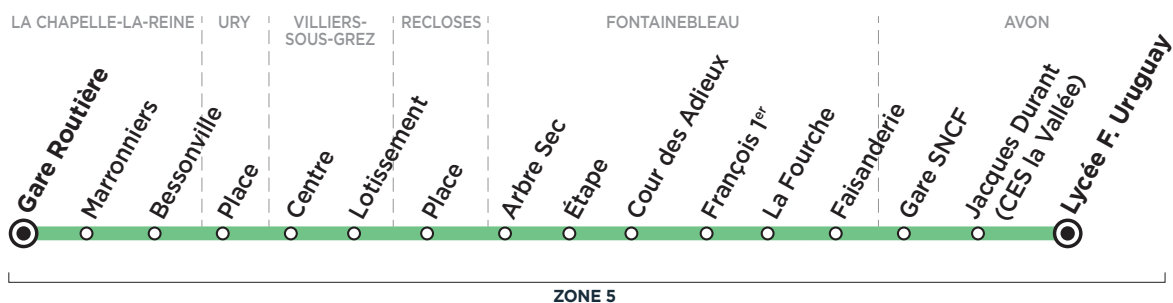 LA CHAPELLE-LA-REINE
URY
VILLIERS-
SOUS-GREZ
RECLOSES
FONTAINEBLEAU
AVON
Gare Routière
Marronniers
Bessonville
Place
Centre
Lotissement
Place
Arbre Sec
Étape
Cour des Adieux
François 1er
La Fourche
Faisanderie
Gare SNCF
Jacques Durant
(CES la Vallée)
Lycée F. Uruguay
ZONE 5